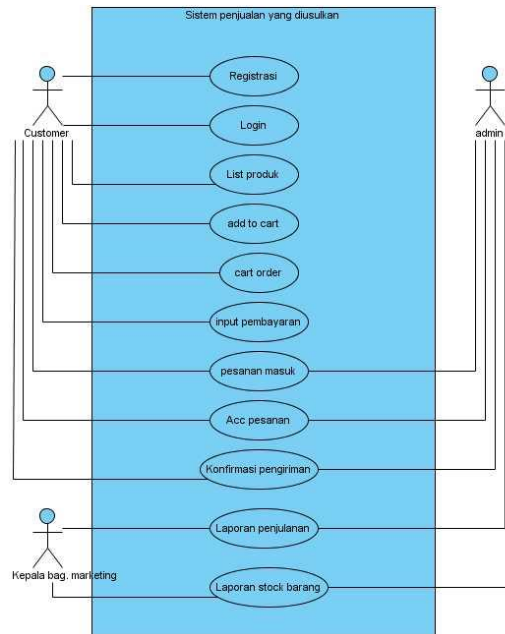 Sistem penjualan yang diusulkan
Registrasi
Customer
Login
admin
List produk
add to cart
cart order
input pembayaran
pesanan masuk
Acc pesanan
Konfirmasi pengiriman
Laporan penjulanan
Kepala bag. marketing
Laporan stock barang